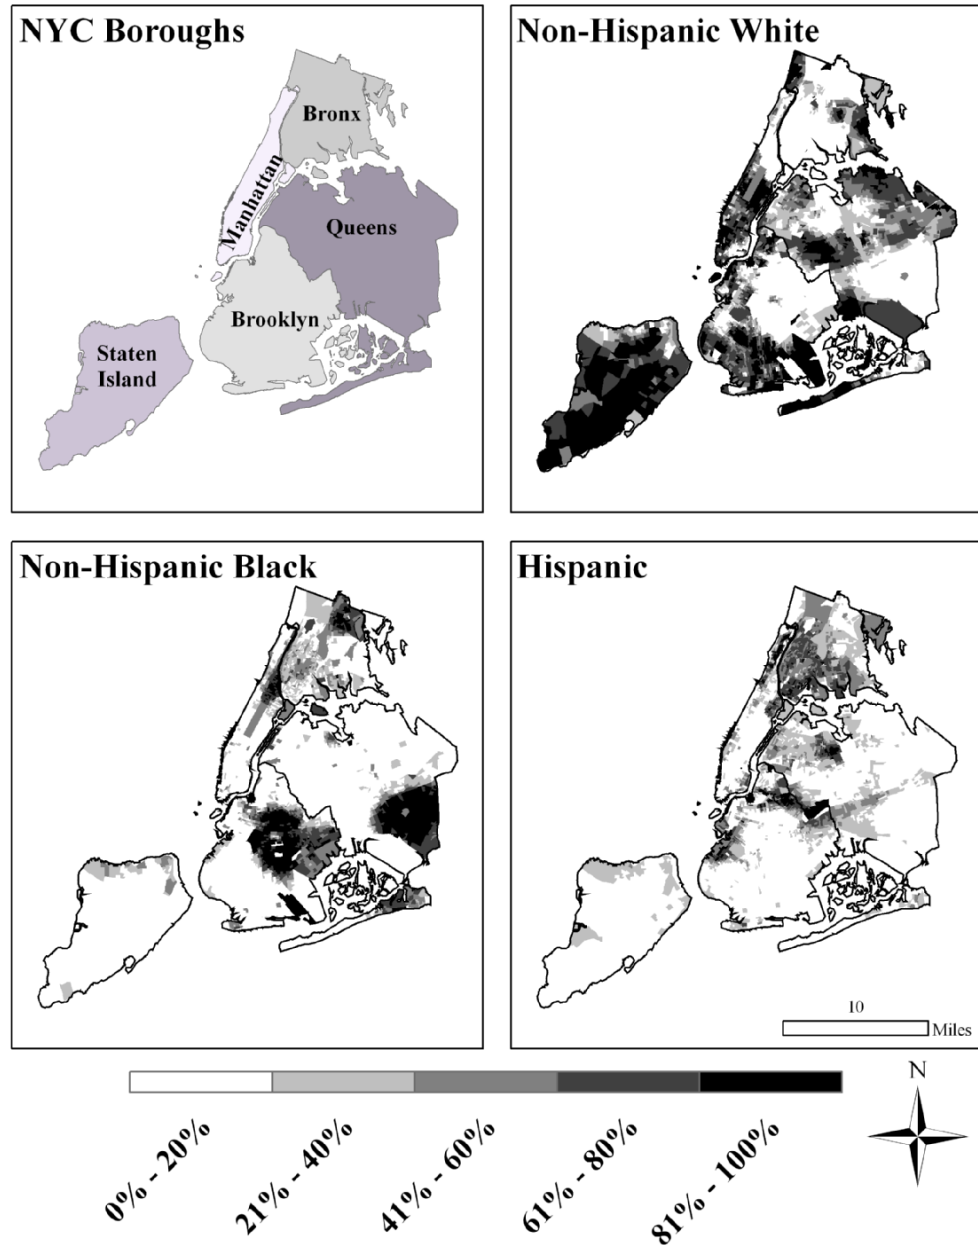 NYC Boroughs
Bronx
Manhattan
Queens
Brooklyn
Staten
Island
Non-Hispanic White
Non-Hispanic Black
Hispanic
10
Miles
0% - 20%
21% - 40%
41% - 60%
61% - 80%
81% - 100%
N